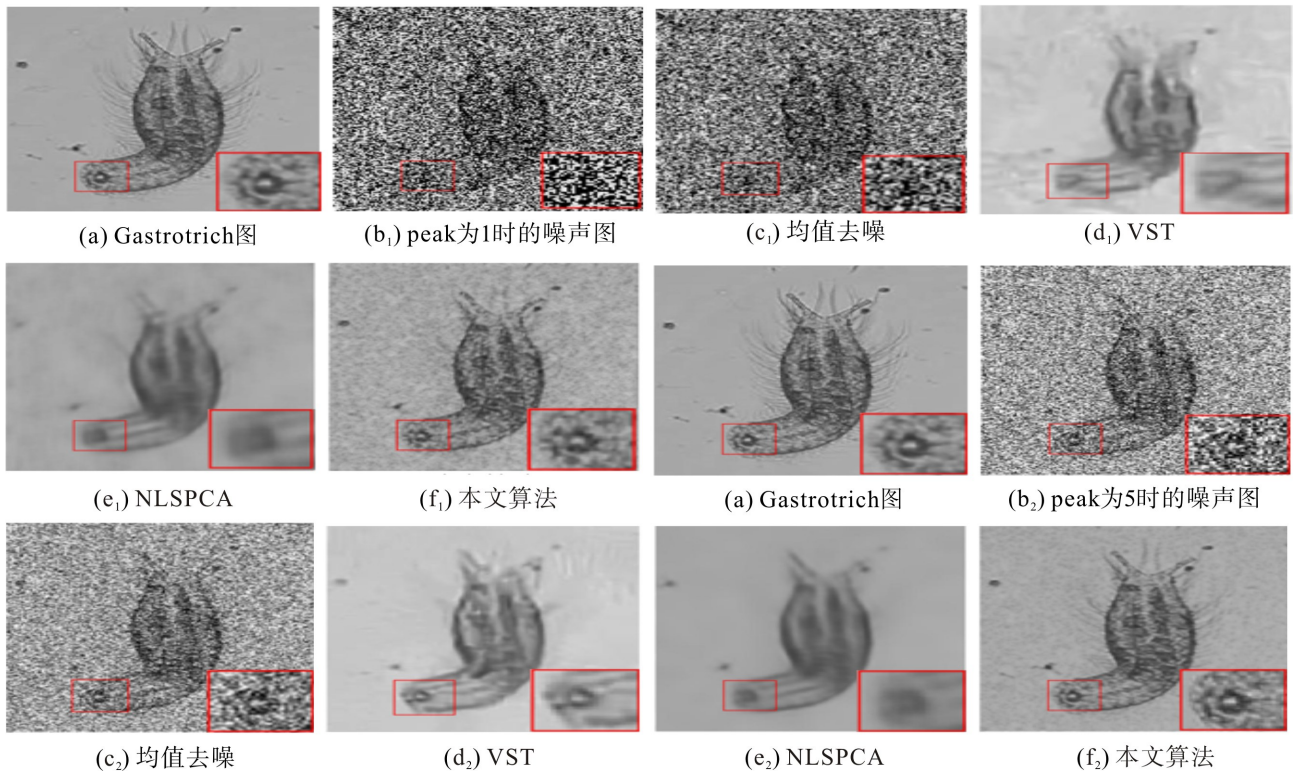 (a) Gastrotrich图
(b₁) peak为1时的噪声图
(c₁) 均值去噪
(d₁) VST
(e₁) NLSPCA
(f₁) 本文算法
(a) Gastrotrich图
(b₂) peak为5时的噪声图
(c₂) 均值去噪
(d₂) VST
(e₂) NLSPCA
(f₂) 本文算法